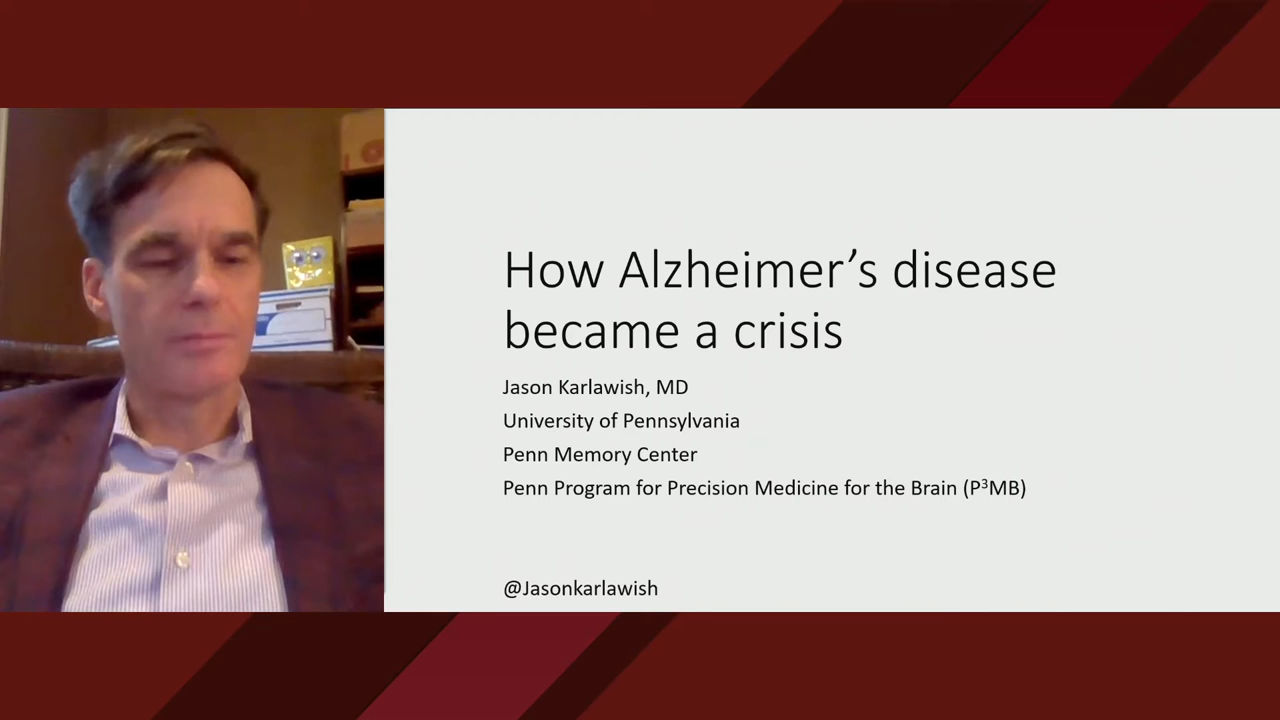 How Alzheimer’s disease
became a crisis
Jason Karlawish, MD
University of Pennsylvania
Penn Memory Center
Penn Program for Precision Medicine for the Brain (P³MB)
@Jasonkarlawish